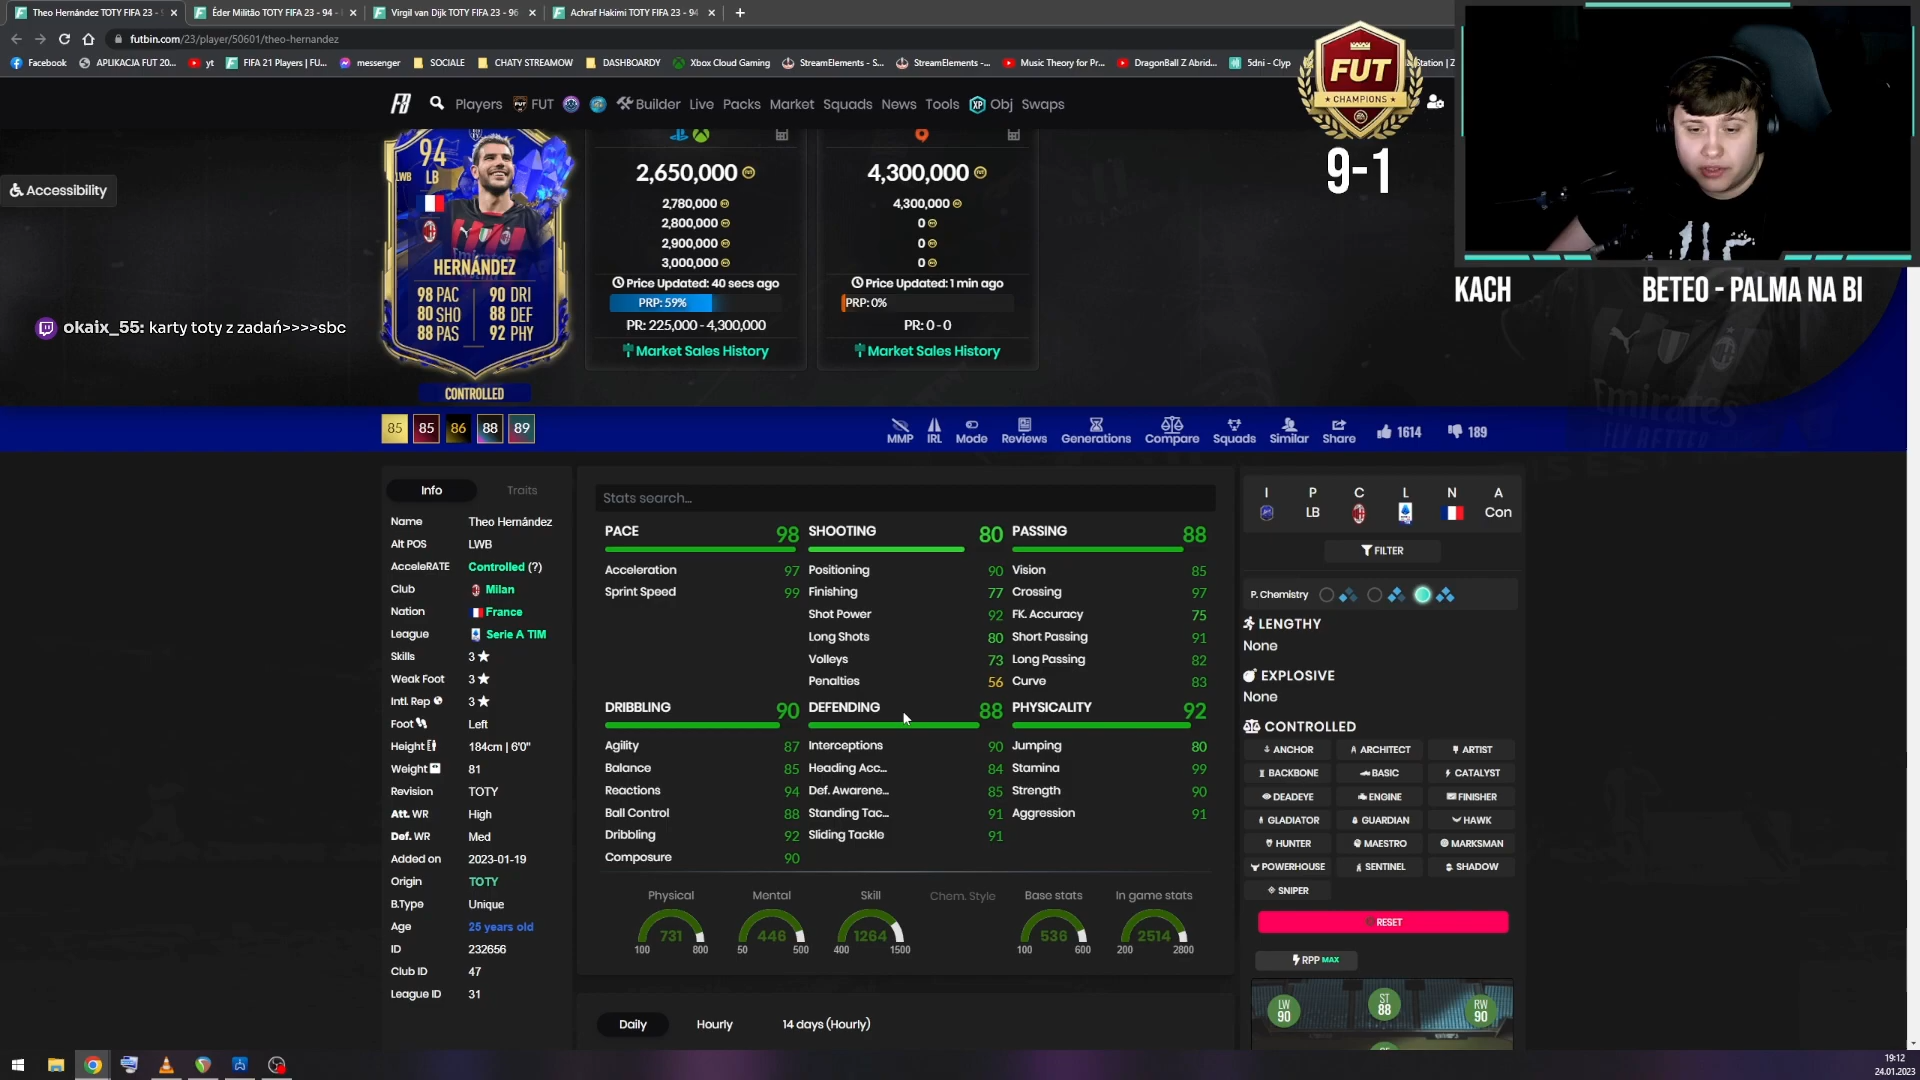 Theo Hernández TOTY FIFA 23 -
Éder Militão TOTY FIFA 23 - 94 -
Virgil van Dijk TOTY FIFA 23 - 96
Achraf Hakimi TOTY FIFA 23 - 94
futbin.com/23/player/50601/theo-hernandez
Facebook
APLIKACJA FUT 20...
yt
FIFA 21 Players | FU...
messenger
SOCIALE
CHATY STREAMOW
DASHBOARDY
Xbox Cloud Gaming
StreamElements - S...
StreamElements -...
Music Theory for Pr...
DragonBall Z Abrid...
5dni - Clyp
Station | Z
Players FUT Builder Live Packs Market Squads News Tools XP Obj Swaps
FUT
CHAMPIONS
9-1
Accessibility
94
LB
LWB
HERNÁNDEZ
98 PAC 90 DRI
80 SHO 88 DEF
88 PAS 92 PHY
CONTROLLED
2,650,000
2,780,000
2,800,000
2,900,000
3,000,000
Price Updated: 40 secs ago
PRP: 59%
PR: 225,000 - 4,300,000
Market Sales History
4,300,000
4,300,000
0
0
0
Price Updated: 1 min ago
PRP: 0%
PR: 0 - 0
Market Sales History
KACH
BETEO - PALMA NA BI
okaix_55: karty toty z zadań>>>>sbc
Emirates
FLY BETTER
85 85 86 88 89
MMP IRL Mode Reviews Generations Compare Squads Similar Share 1614 189
Info Traits
Name Theo Hernández
Alt POS LWB
AcceleRATE Controlled (?)
Club Milan
Nation France
League Serie A TIM
Skills 3
Weak Foot 3
Intl. Rep 3
Foot Left
Height 184cm | 6'0"
Weight 81
Revision TOTY
Att. WR High
Def. WR Med
Added on 2023-01-19
Origin TOTY
B.Type Unique
Age 25 years old
ID 232656
Club ID 47
League ID 31
Stats search...
PACE 98
Acceleration 97
Sprint Speed 99
SHOOTING 80
Positioning 90
Finishing 77
Shot Power 92
Long Shots 80
Volleys 73
Penalties 56
PASSING 88
Vision 85
Crossing 97
FK. Accuracy 75
Short Passing 91
Long Passing 82
Curve 83
DRIBBLING 90
Agility 87
Balance 85
Reactions 94
Ball Control 88
Dribbling 92
Composure 90
DEFENDING 88
Interceptions 90
Heading Acc... 84
Def. Awarene... 85
Standing Tac... 91
Sliding Tackle 91
PHYSICALITY 92
Jumping 80
Stamina 99
Strength 90
Aggression 91
Physical Mental Skill Chem. Style Base stats In game stats
731 446 1264 536 2514
100 800 50 500 400 1500 100 600 200 2800
Daily Hourly 14 days (Hourly)
I P C L N A
LB Con
FILTER
P. Chemistry
LENGTHY
None
EXPLOSIVE
None
CONTROLLED
ANCHOR ARCHITECT ARTIST
BACKBONE BASIC CATALYST
DEADEYE ENGINE FINISHER
GLADIATOR GUARDIAN HAWK
HUNTER MAESTRO MARKSMAN
POWERHOUSE SENTINEL SHADOW
SNIPER
RESET
RPP MAX
LW
90
ST
88
RW
90
19:12
24.01.2023